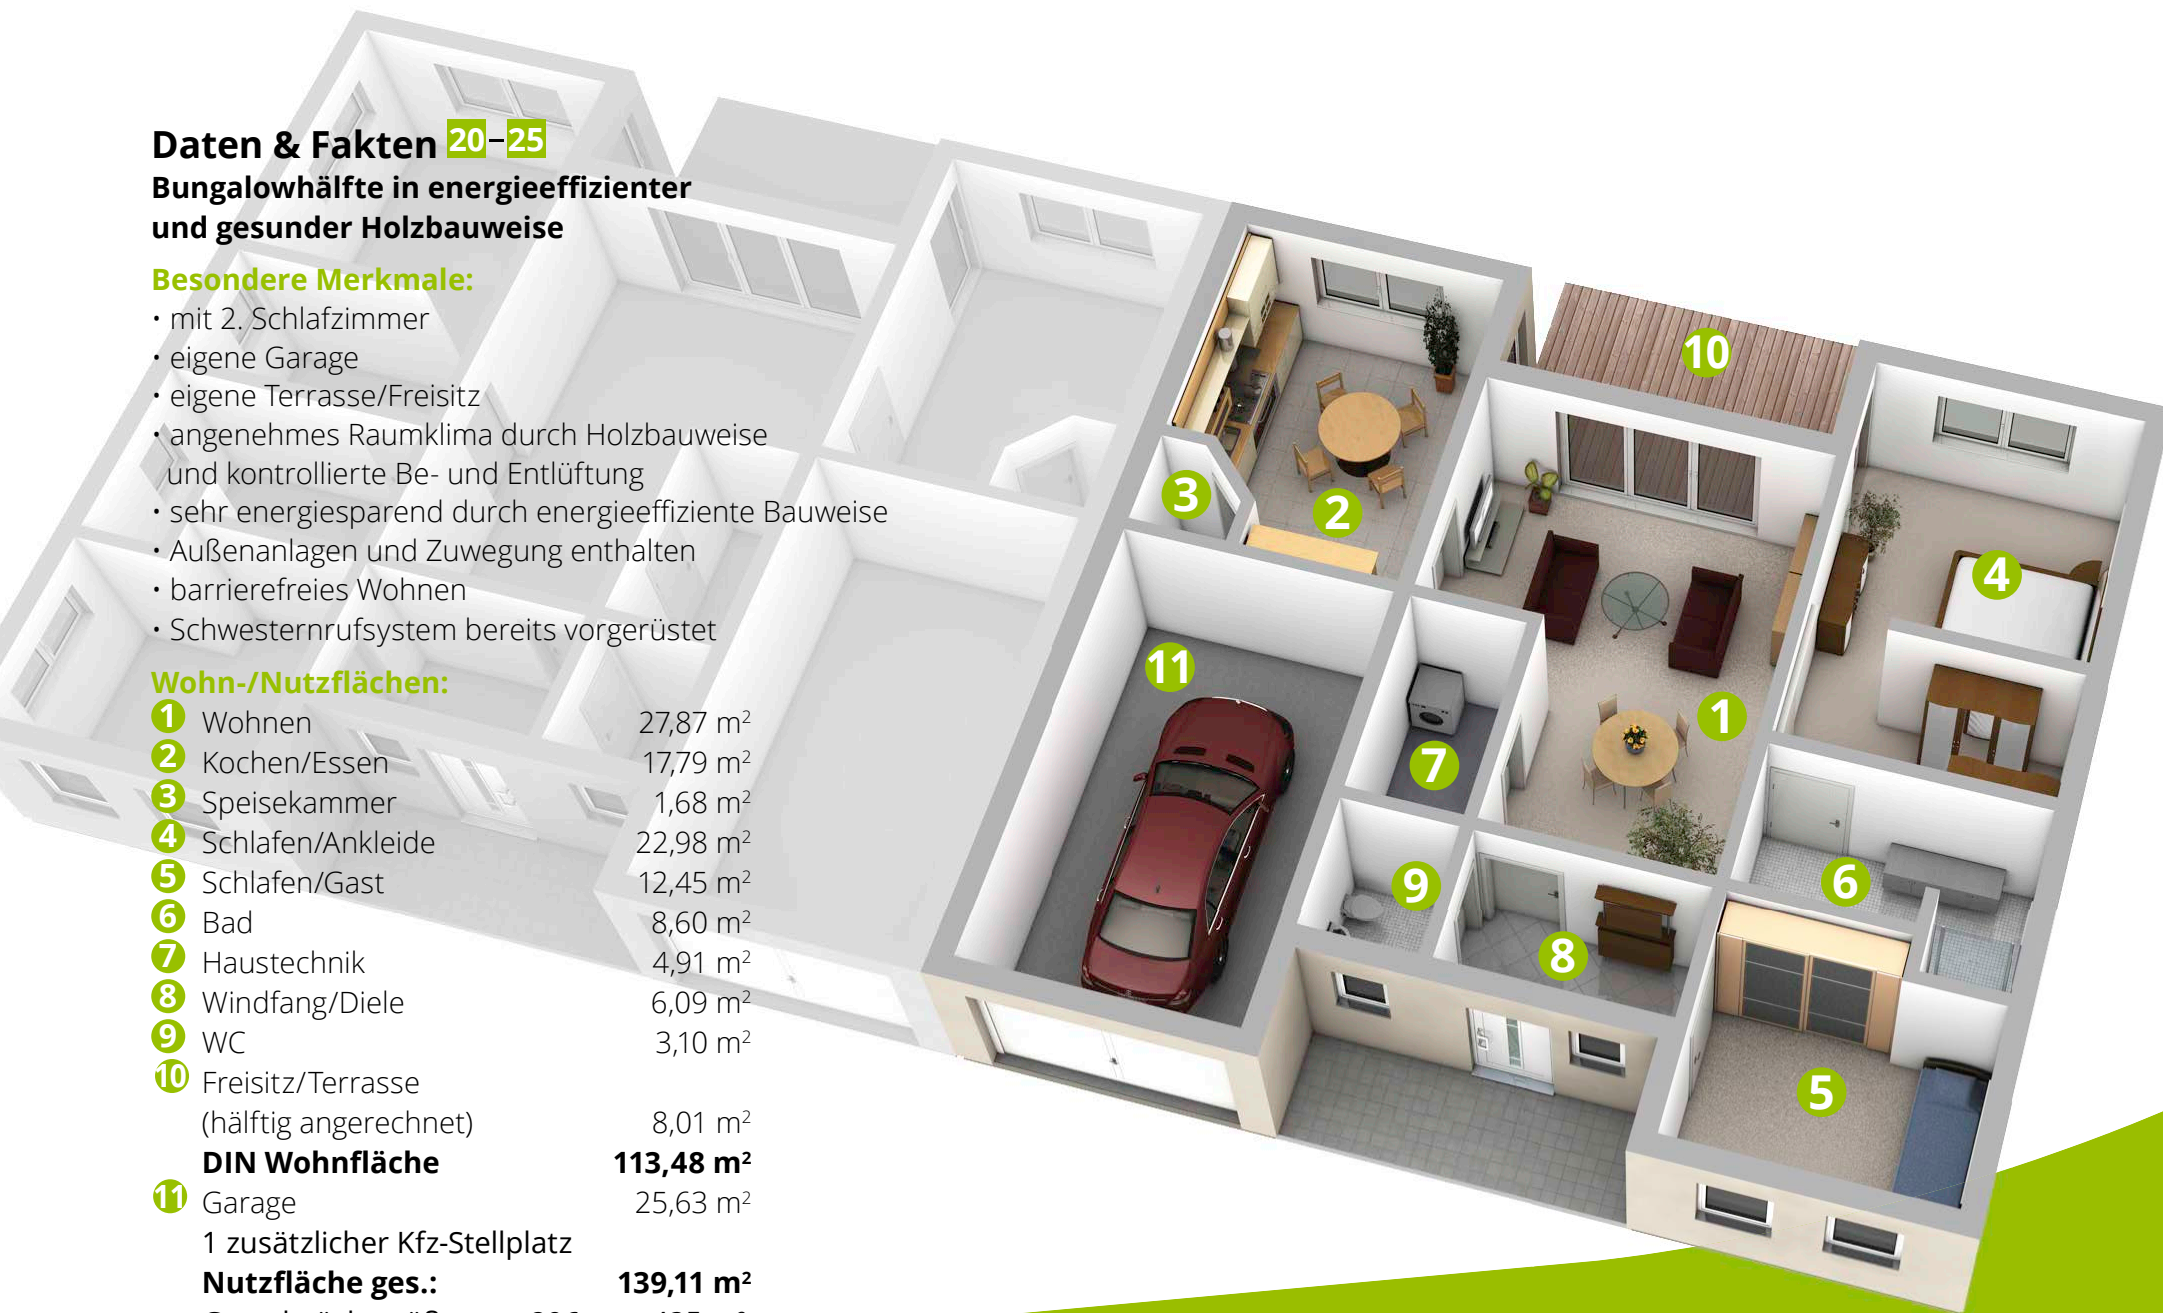 Daten & Fakten 20–25
Bungalowhälfte in energieeffizienter
und gesunder Holzbauweise
Besondere Merkmale:
• mit 2. Schlafzimmer
• eigene Garage
• eigene Terrasse/Freisitz
• angenehmes Raumklima durch Holzbauweise
und kontrollierte Be- und Entlüftung
• sehr energiesparend durch energieeffiziente Bauweise
• Außenanlagen und Zuwegung enthalten
• barrierefreies Wohnen
• Schwesternrufsystem bereits vorgerüstet
Wohn-/Nutzflächen:
1 Wohnen 27,87 m²
2 Kochen/Essen 17,79 m²
3 Speisekammer 1,68 m²
4 Schlafen/Ankleide 22,98 m²
5 Schlafen/Gast 12,45 m²
6 Bad 8,60 m²
7 Haustechnik 4,91 m²
8 Windfang/Diele 6,09 m²
9 WC 3,10 m²
10 Freisitz/Terrasse
(hälftig angerechnet) 8,01 m²
DIN Wohnfläche 113,48 m²
11 Garage 25,63 m²
1 zusätzlicher Kfz-Stellplatz
Nutzfläche ges.: 139,11 m²
10
3
2
4
11
1
7
6
9
8
5